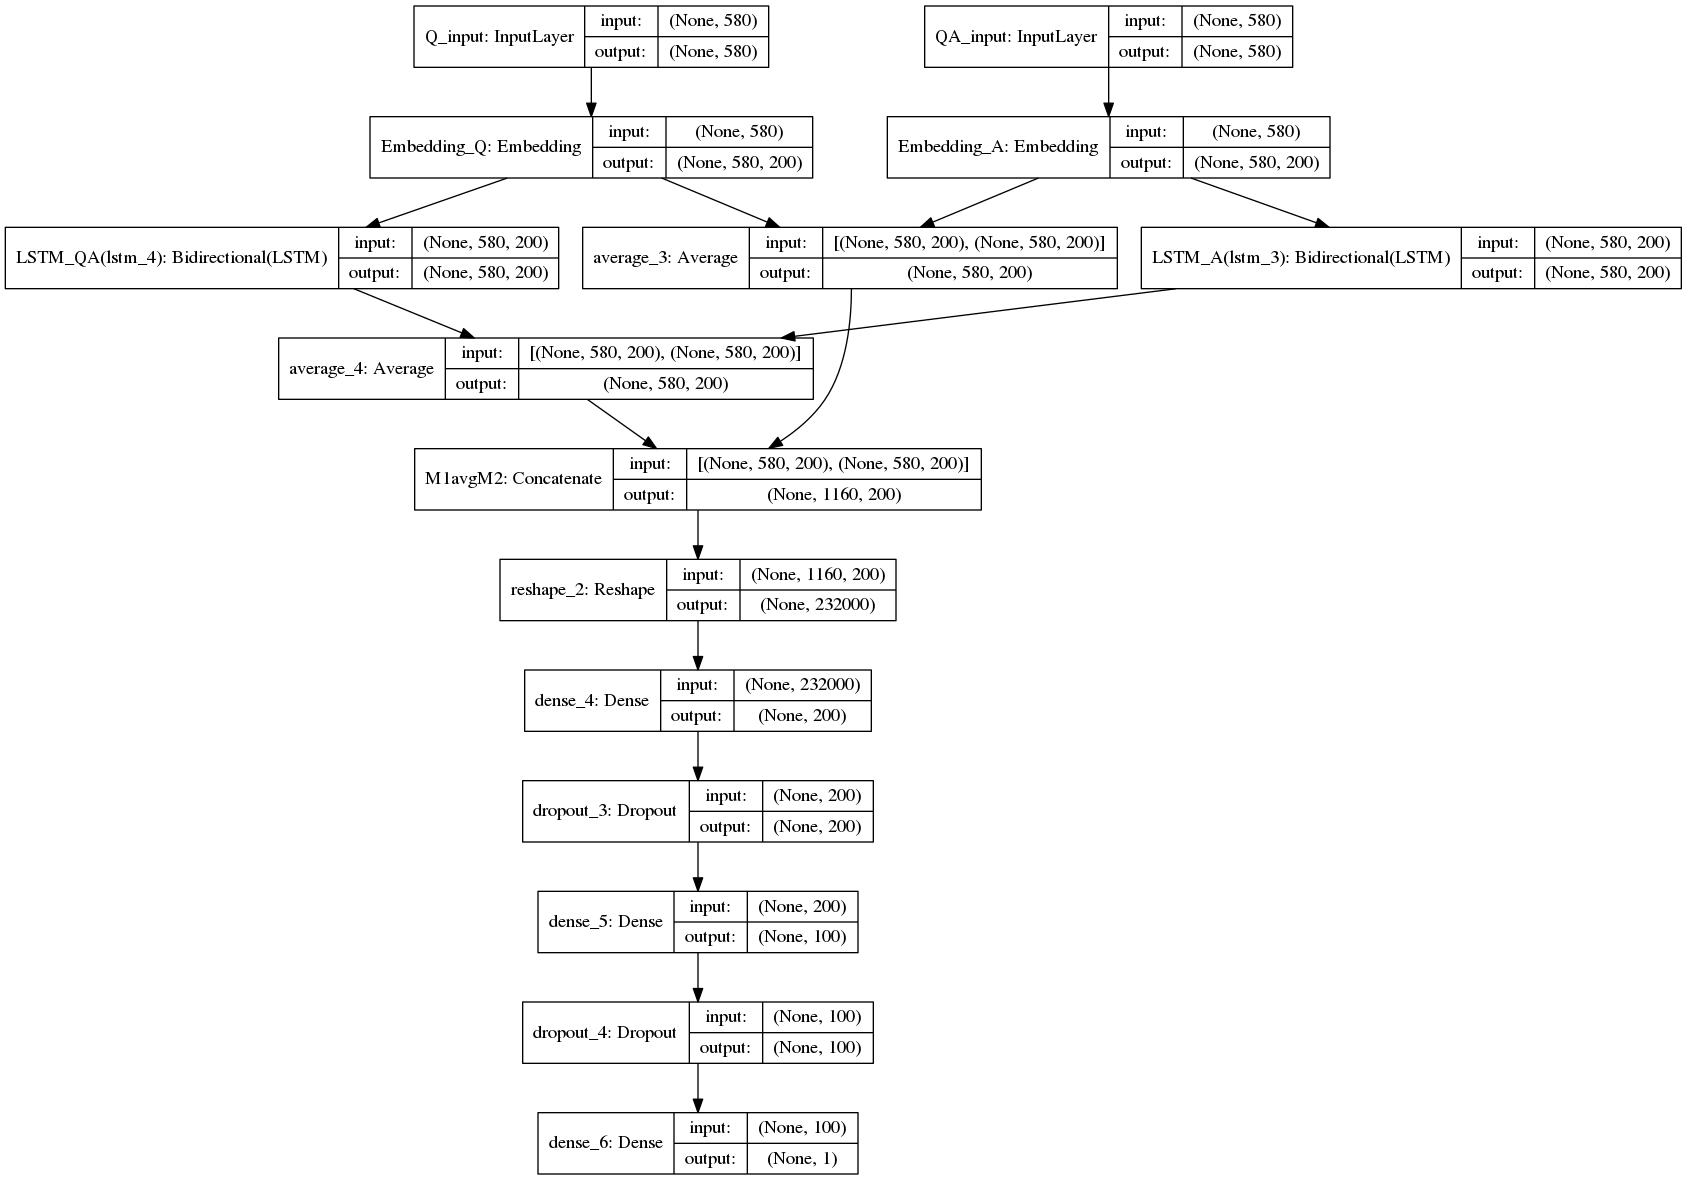 Q_input: InputLayer input: (None, 580)
output: (None, 580)
QA_input: InputLayer input: (None, 580)
output: (None, 580)
Embedding_Q: Embedding input: (None, 580)
output: (None, 580, 200)
Embedding_A: Embedding input: (None, 580)
output: (None, 580, 200)
LSTM_QA(lstm_4): Bidirectional(LSTM) input: (None, 580, 200)
output: (None, 580, 200)
average_3: Average input: [(None, 580, 200), (None, 580, 200)]
output: (None, 580, 200)
LSTM_A(lstm_3): Bidirectional(LSTM) input: (None, 580, 200)
output: (None, 580, 200)
average_4: Average input: [(None, 580, 200), (None, 580, 200)]
output: (None, 580, 200)
M1avgM2: Concatenate input: [(None, 580, 200), (None, 580, 200)]
output: (None, 1160, 200)
reshape_2: Reshape input: (None, 1160, 200)
output: (None, 232000)
dense_4: Dense input: (None, 232000)
output: (None, 200)
dropout_3: Dropout input: (None, 200)
output: (None, 200)
dense_5: Dense input: (None, 200)
output: (None, 100)
dropout_4: Dropout input: (None, 100)
output: (None, 100)
dense_6: Dense input: (None, 100)
output: (None, 1)